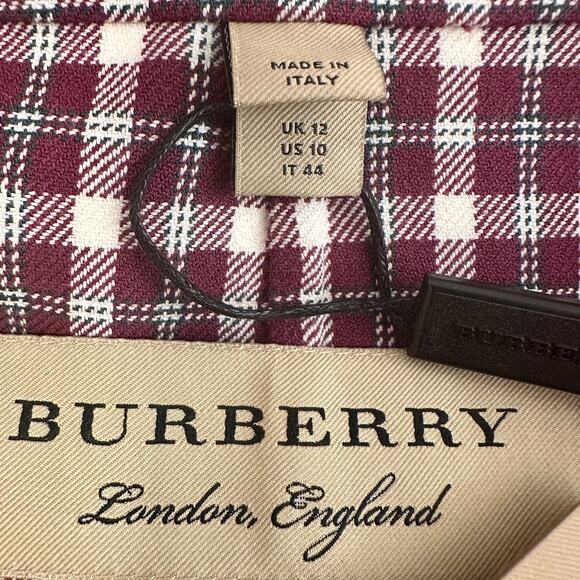 MADE IN
ITALY
UK 12
US 10
IT 44
BURBERRY
BURBERRY
London, England